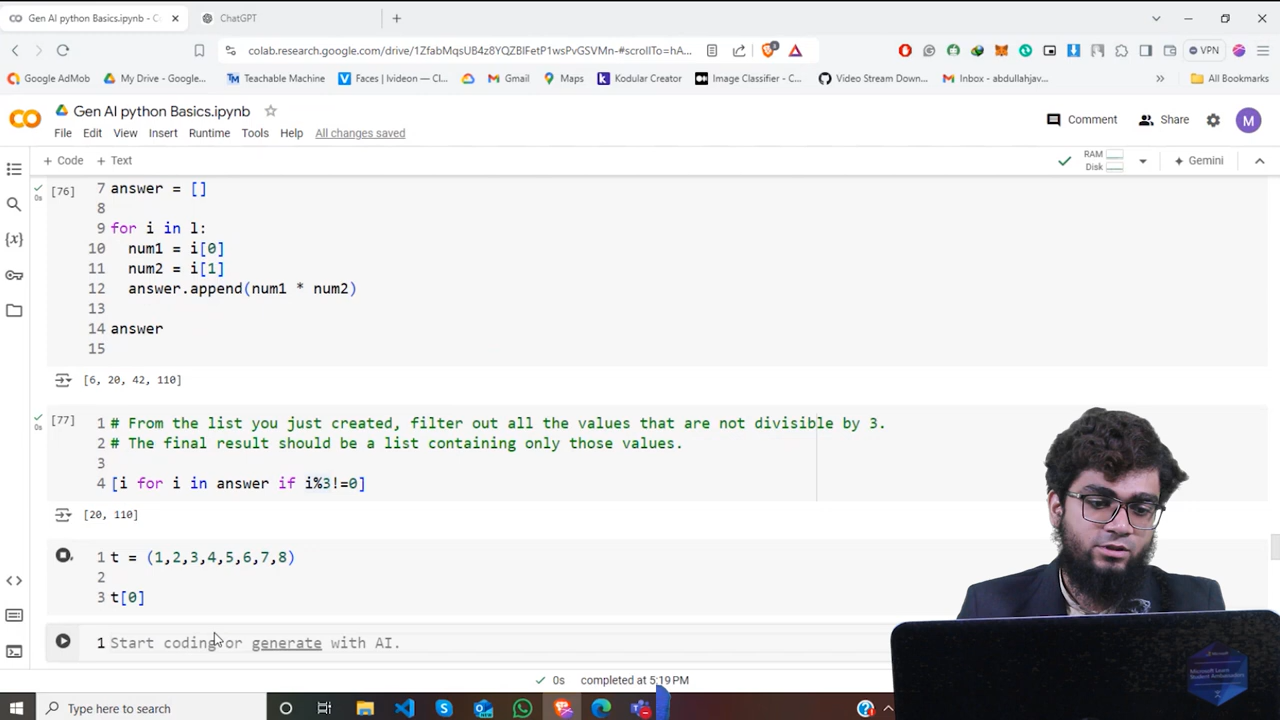 Gen AI python Basics.ipynb - C
ChatGPT
colab.research.google.com/drive/1ZfabMqsUB4z8YQZBlFetP1wsPvGSVMn-#scrollTo=hA...
VPN
Google AdMob
My Drive - Google...
Teachable Machine
Faces | Ivideon — Cl...
Gmail
Maps
Kodular Creator
Image Classifier - C...
Video Stream Down...
Inbox - abdullahjav...
All Bookmarks
Gen AI python Basics.ipynb
File Edit View Insert Runtime Tools Help All changes saved
Comment
Share
M
+ Code + Text
RAM
Disk
Gemini
[76]
7 answer = []
8
9 for i in l:
10 num1 = i[0]
11 num2 = i[1]
12 answer.append(num1 * num2)
13
14 answer
15
[6, 20, 42, 110]
[77]
1 # From the list you just created, filter out all the values that are not divisible by 3.
2 # The final result should be a list containing only those values.
3
4 [i for i in answer if i%3!=0]
[20, 110]
1 t = (1,2,3,4,5,6,7,8)
2
3 t[0]
1 Start coding or generate with AI.
0s completed at 5:19 PM
Microsoft Learn
Student Ambassadors
Type here to search